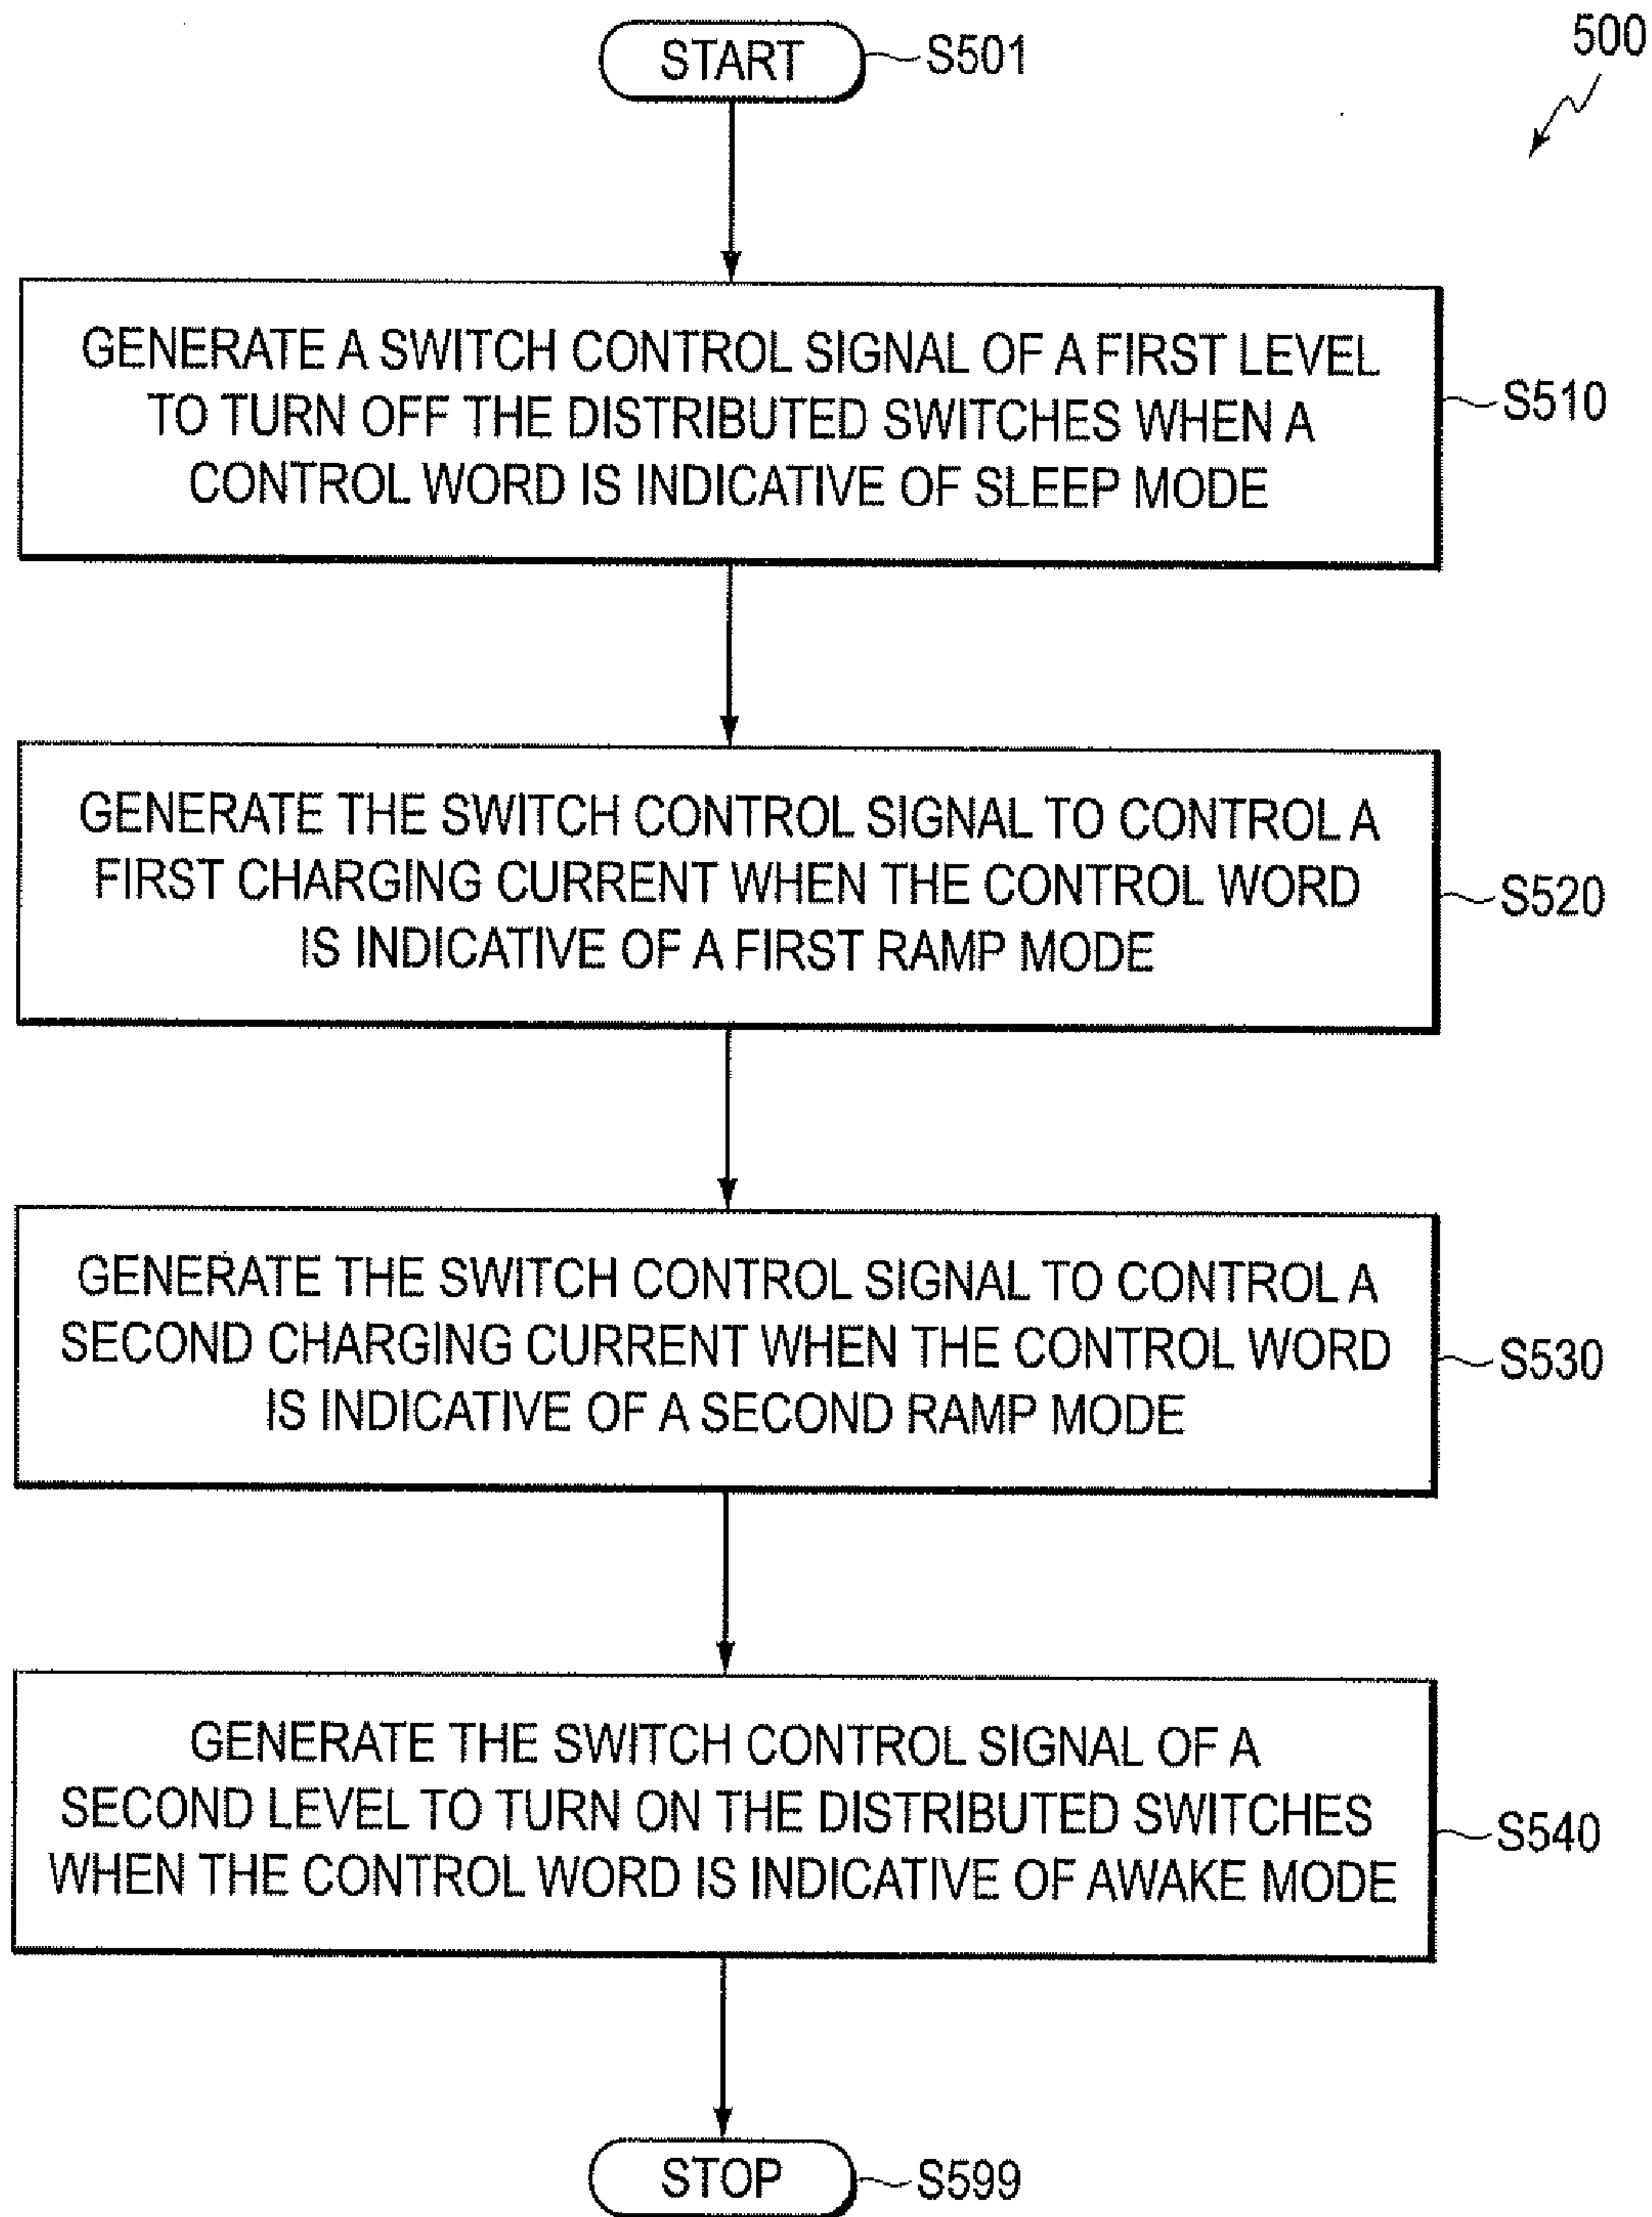 500
START
S501
GENERATE A SWITCH CONTROL SIGNAL OF A FIRST LEVEL
TO TURN OFF THE DISTRIBUTED SWITCHES WHEN A
CONTROL WORD IS INDICATIVE OF SLEEP MODE
S510
GENERATE THE SWITCH CONTROL SIGNAL TO CONTROL A
FIRST CHARGING CURRENT WHEN THE CONTROL WORD
IS INDICATIVE OF A FIRST RAMP MODE
S520
GENERATE THE SWITCH CONTROL SIGNAL TO CONTROL A
SECOND CHARGING CURRENT WHEN THE CONTROL WORD
IS INDICATIVE OF A SECOND RAMP MODE
S530
GENERATE THE SWITCH CONTROL SIGNAL OF A
SECOND LEVEL TO TURN ON THE DISTRIBUTED SWITCHES
WHEN THE CONTROL WORD IS INDICATIVE OF AWAKE MODE
S540
STOP
S599